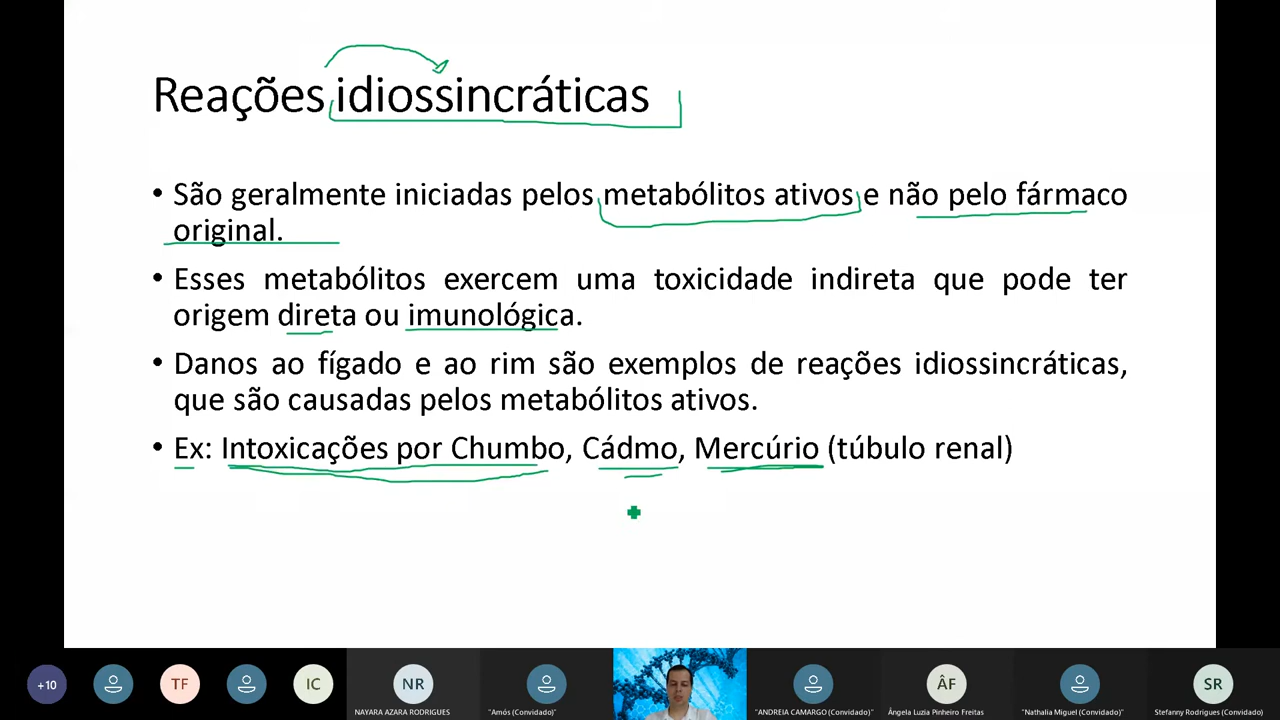 Reações idiossincráticas
• São geralmente iniciadas pelos metabólitos ativos e não pelo fármaco
original.
• Esses metabólitos exercem uma toxicidade indireta que pode ter
origem direta ou imunológica.
• Danos ao fígado e ao rim são exemplos de reações idiossincráticas,
que são causadas pelos metabólitos ativos.
• Ex: Intoxicações por Chumbo, Cádmo, Mercúrio (túbulo renal)
+10 TF IC NR ÂF SR
NAYARA AZARA RODRIGUES "Amós (Convidado)" "ANDREIA CAMARGO (Convidado)" Ângela Luzia Pinheiro Freitas "Nathalia Miguel (Convidado)" Stefanny Rodrigues (Convidado)